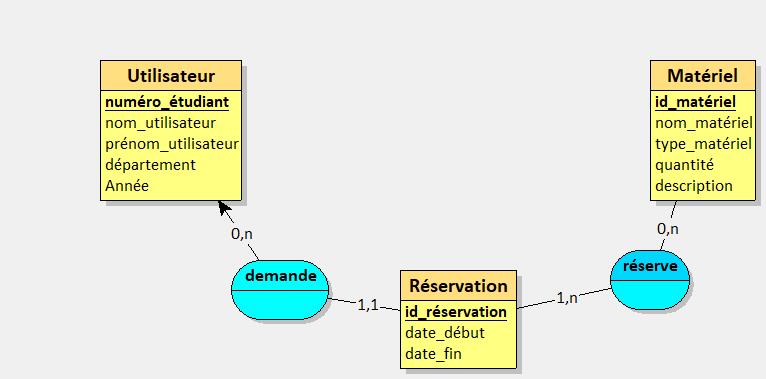 Utilisateur
numéro_étudiant
nom_utilisateur
prénom_utilisateur
département
Année
Matériel
id_matériel
nom_matériel
type_matériel
quantité
description
0,n
0,n
demande
réserve
1,1
1,n
Réservation
id_réservation
date_début
date_fin